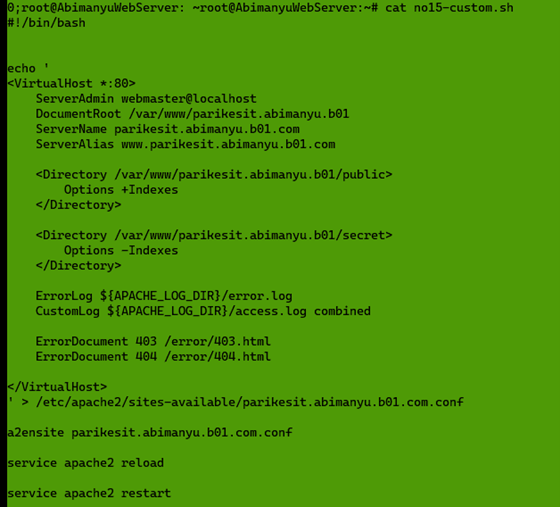 0;root@AbimanyuWebServer: ~root@AbimanyuWebServer:~# cat no15-custom.sh
#!/bin/bash
echo '
<VirtualHost *:80>
    ServerAdmin webmaster@localhost
    DocumentRoot /var/www/parikesit.abimanyu.b01
    ServerName parikesit.abimanyu.b01.com
    ServerAlias www.parikesit.abimanyu.b01.com
    <Directory /var/www/parikesit.abimanyu.b01/public>
        Options +Indexes
    </Directory>
    <Directory /var/www/parikesit.abimanyu.b01/secret>
        Options -Indexes
    </Directory>
    ErrorLog ${APACHE_LOG_DIR}/error.log
    CustomLog ${APACHE_LOG_DIR}/access.log combined
    ErrorDocument 403 /error/403.html
    ErrorDocument 404 /error/404.html
</VirtualHost>
' > /etc/apache2/sites-available/parikesit.abimanyu.b01.com.conf
a2ensite parikesit.abimanyu.b01.com.conf
service apache2 reload
service apache2 restart